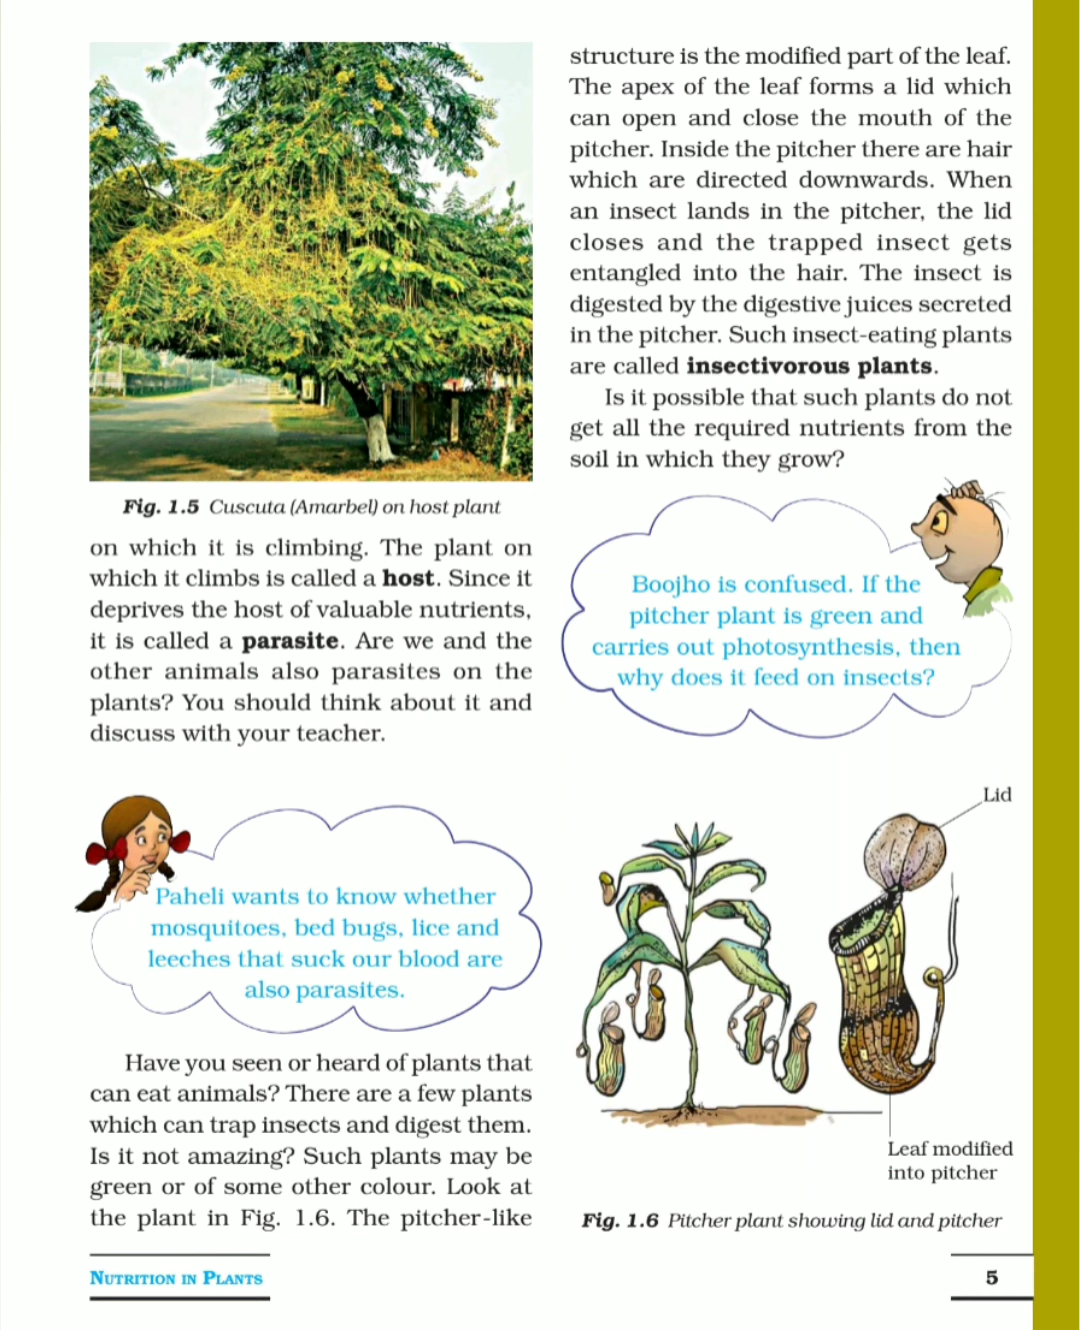 Fig. 1.5 Cuscuta (Amarbel) on host plant
on which it is climbing. The plant on
which it climbs is called a host. Since it
deprives the host of valuable nutrients,
it is called a parasite. Are we and the
other animals also parasites on the
plants? You should think about it and
discuss with your teacher.
Paheli wants to know whether
mosquitoes, bed bugs, lice and
leeches that suck our blood are
also parasites.
Have you seen or heard of plants that
can eat animals? There are a few plants
which can trap insects and digest them.
Is it not amazing? Such plants may be
green or of some other colour. Look at
the plant in Fig. 1.6. The pitcher-like
structure is the modified part of the leaf.
The apex of the leaf forms a lid which
can open and close the mouth of the
pitcher. Inside the pitcher there are hair
which are directed downwards. When
an insect lands in the pitcher, the lid
closes and the trapped insect gets
entangled into the hair. The insect is
digested by the digestive juices secreted
in the pitcher. Such insect-eating plants
are called insectivorous plants.
Is it possible that such plants do not
get all the required nutrients from the
soil in which they grow?
Boojho is confused. If the
pitcher plant is green and
carries out photosynthesis, then
why does it feed on insects?
Lid
Leaf modified
into pitcher
Fig. 1.6 Pitcher plant showing lid and pitcher
NUTRITION IN PLANTS
5